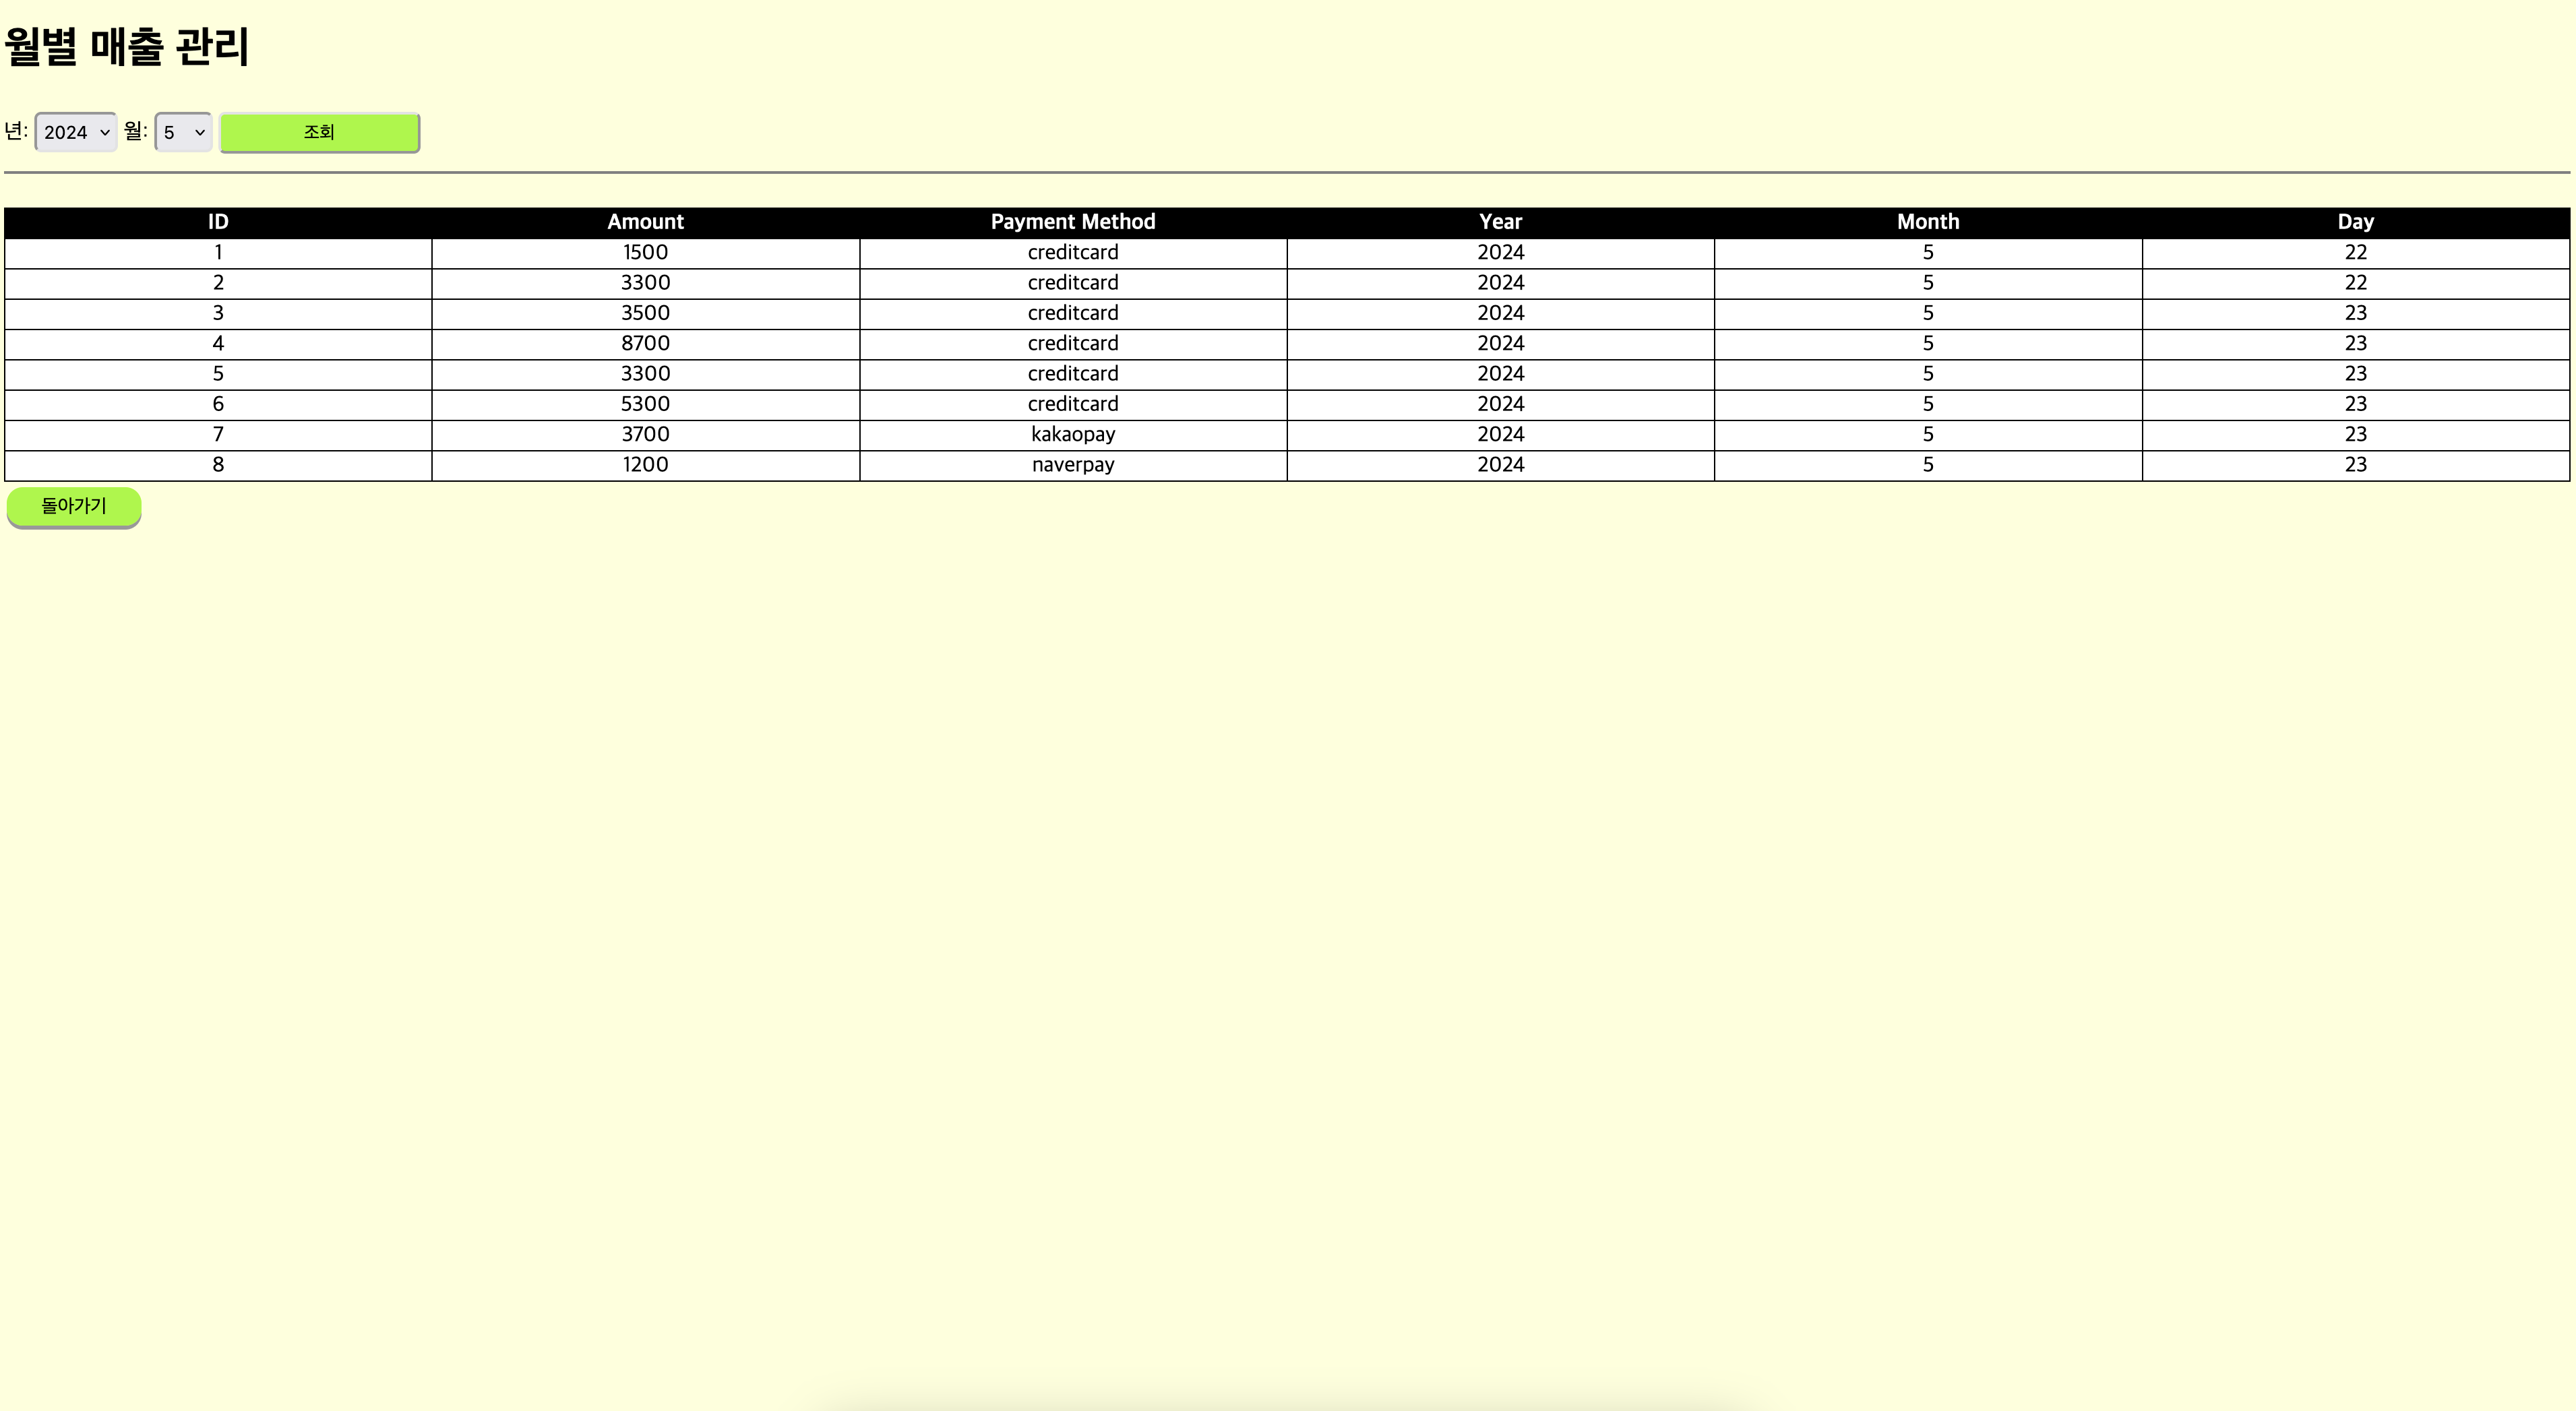 월별 매출 관리
년: 2024 월: 5 조회
ID Amount Payment Method Year Month Day
1 1500 creditcard 2024 5 22
2 3300 creditcard 2024 5 22
3 3500 creditcard 2024 5 23
4 8700 creditcard 2024 5 23
5 3300 creditcard 2024 5 23
6 5300 creditcard 2024 5 23
7 3700 kakaopay 2024 5 23
8 1200 naverpay 2024 5 23
돌아가기